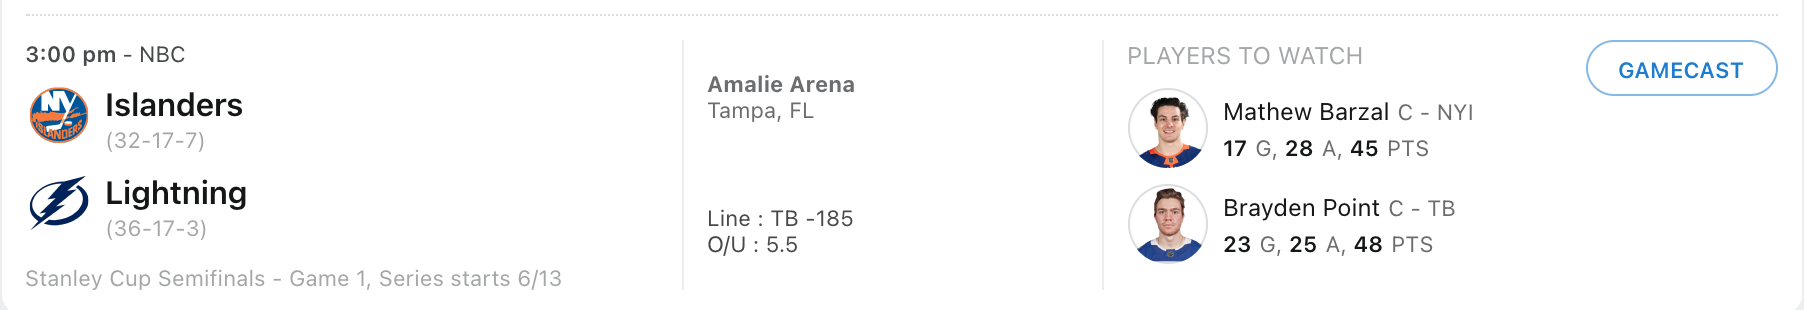 3:00 pm - NBC
NY
ISLANDERS
Islanders
(32-17-7)
Lightning
(36-17-3)
Stanley Cup Semifinals - Game 1, Series starts 6/13
Amalie Arena
Tampa, FL
Line : TB -185
O/U : 5.5
PLAYERS TO WATCH
GAMECAST
Mathew Barzal C - NYI
17 G, 28 A, 45 PTS
Brayden Point C - TB
23 G, 25 A, 48 PTS